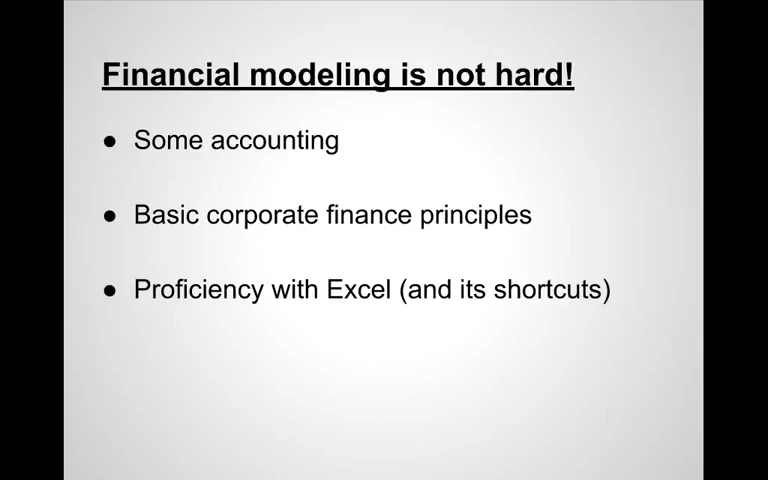 Financial modeling is not hard!
● Some accounting
● Basic corporate finance principles
● Proficiency with Excel (and its shortcuts)